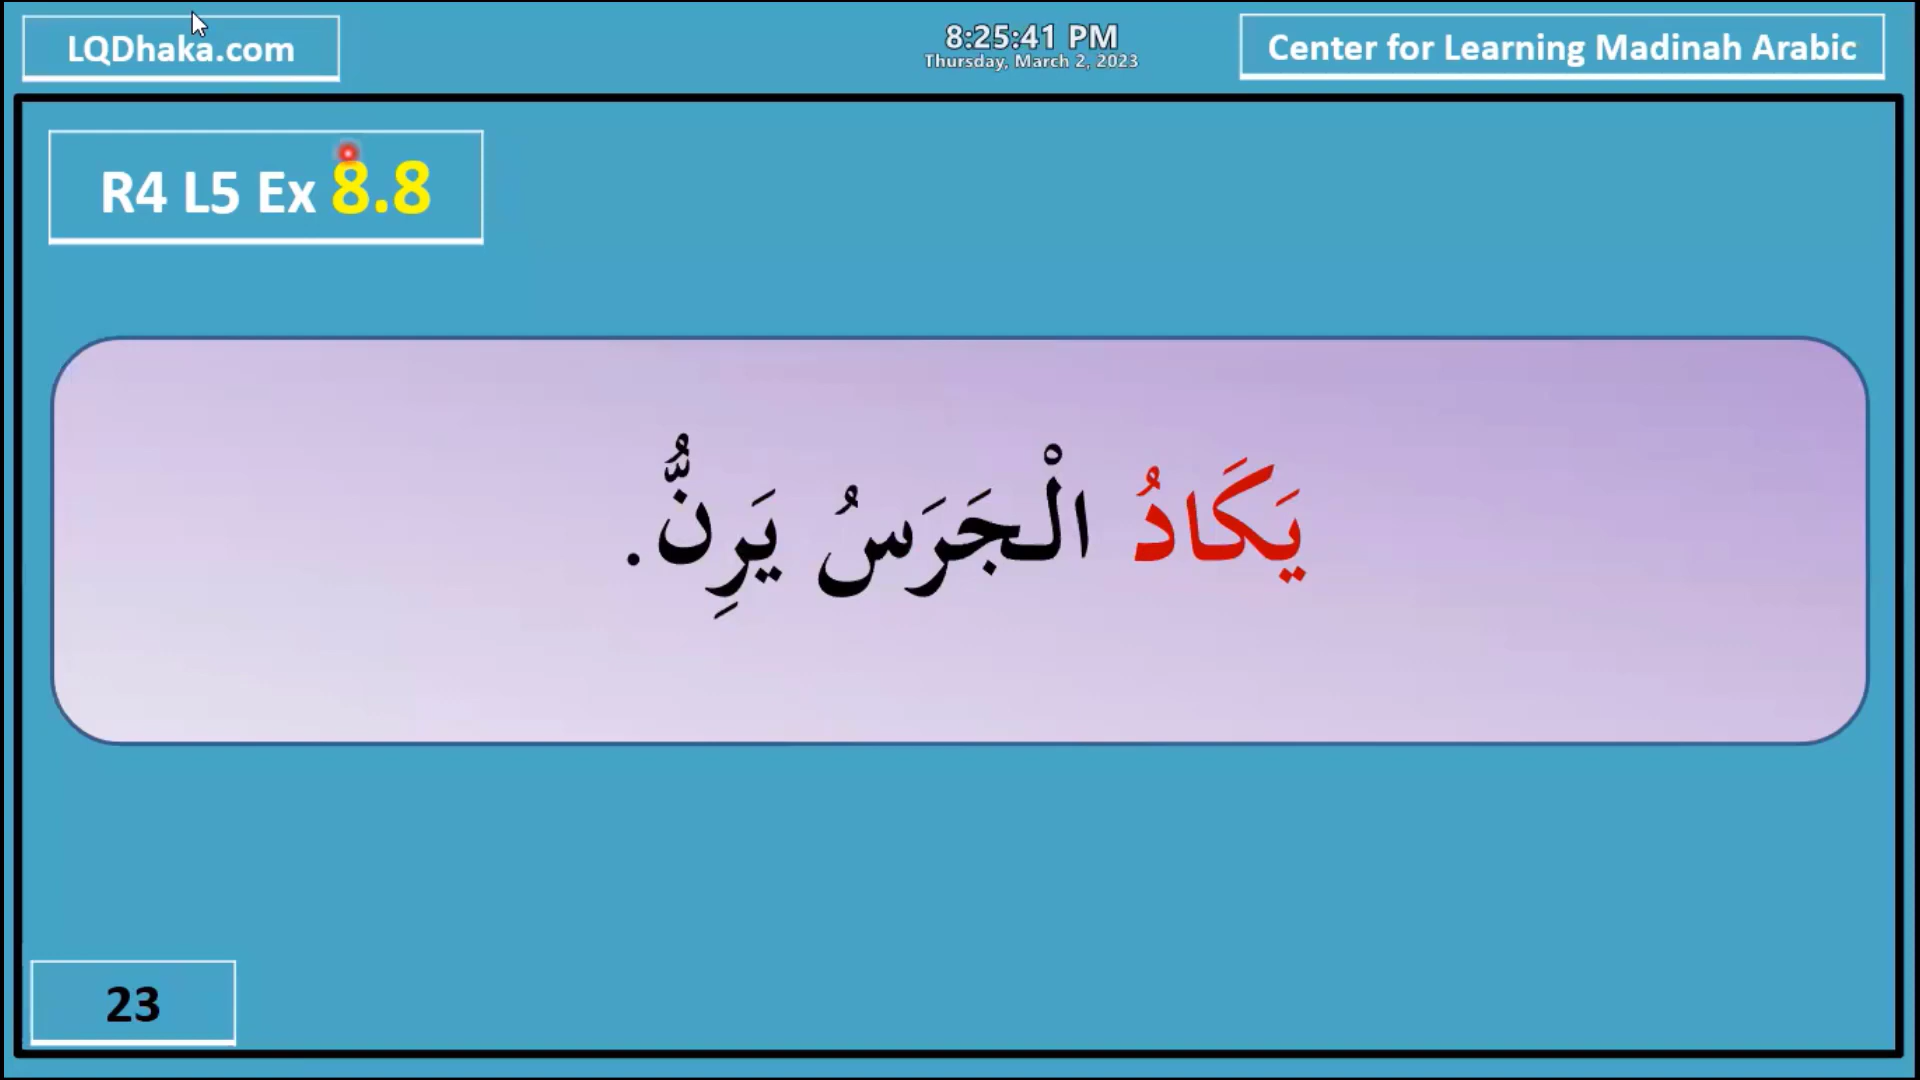 LQDhaka.com
8:25:41 PM
Thursday, March 2, 2023
Center for Learning Madinah Arabic
R4 L5 Ex 8.8
يَكَادُ الْجَرَسُ يَرِنُّ.
23